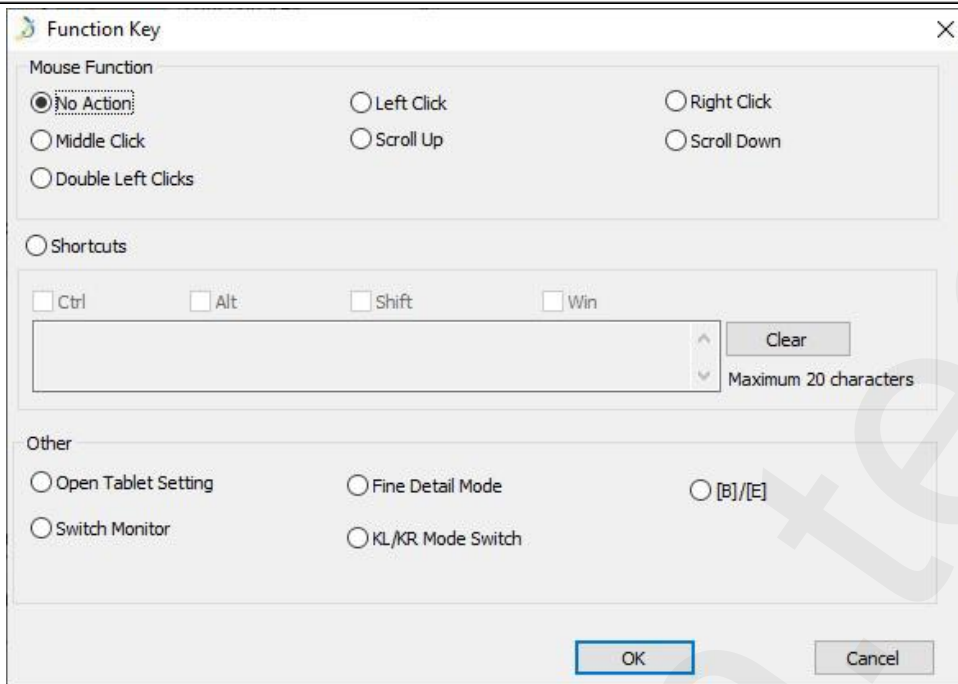 Function Key
Mouse Function
No Action Left Click Right Click
Middle Click Scroll Up Scroll Down
Double Left Clicks
Shortcuts
Ctrl Alt Shift Win
Clear
Maximum 20 characters
Other
Open Tablet Setting Fine Detail Mode [B]/[E]
Switch Monitor KL/KR Mode Switch
OK Cancel